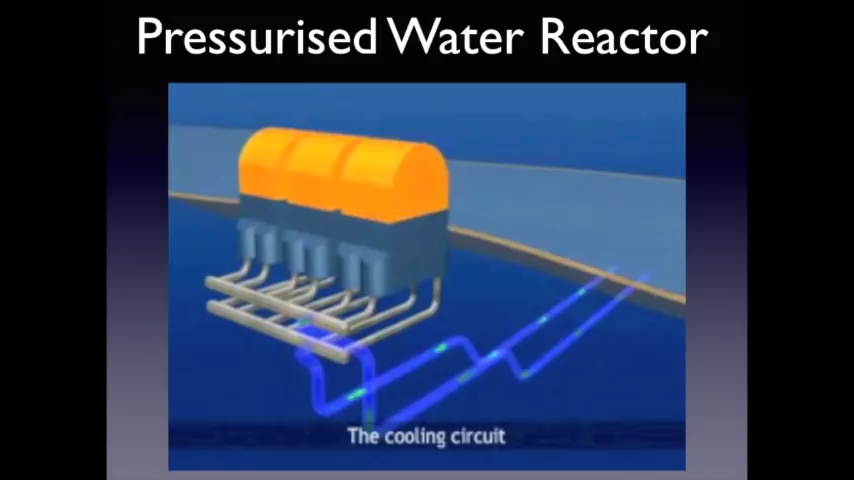 Pressurised Water Reactor
The cooling circuit